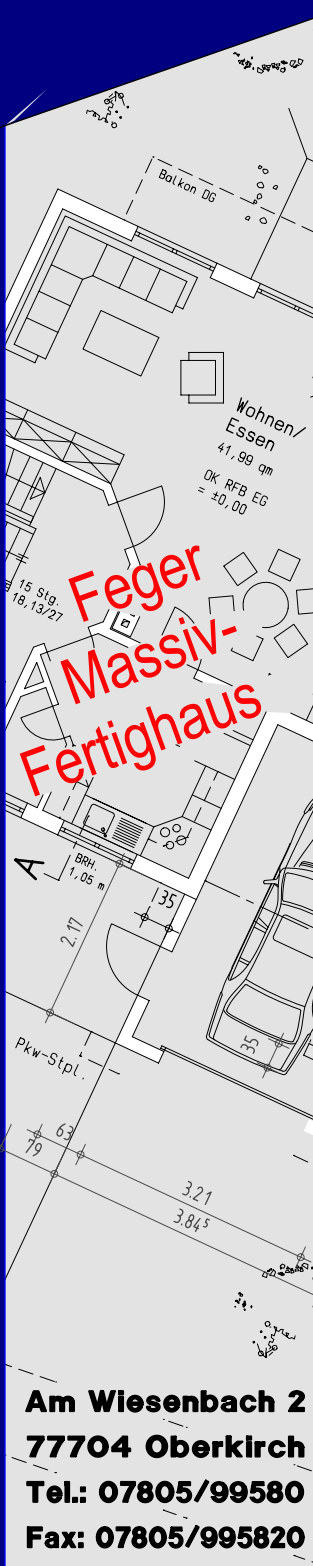 Balkon DG
Wohnen/
Essen
41,99 qm
OK RFB EG
= ±0,00
15 Stg.
18,13/27
Feger
Massiv-
Fertighaus
A
BRH.
1,05 m
135
2.17
35
Pkw-Stpl.
63
79
3.21
3.84⁵
Am Wiesenbach 2
77704 Oberkirch
Tel.: 07805/99580
Fax: 07805/995820